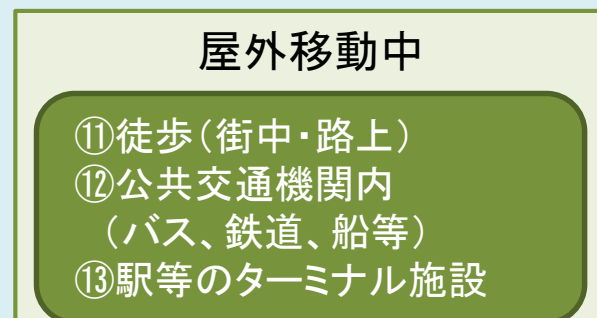 屋外移動中
⑪徒歩（街中・路上）
⑫公共交通機関内
（バス、鉄道、船等）
⑬駅等のターミナル施設